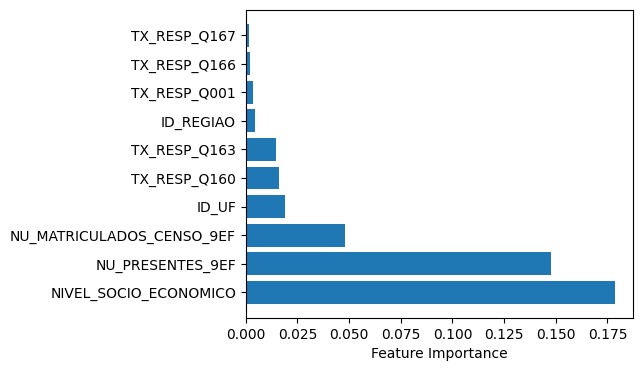 TX_RESP_Q167
TX_RESP_Q166
TX_RESP_Q001
ID_REGIAO
TX_RESP_Q163
TX_RESP_Q160
ID_UF
NU_MATRICULADOS_CENSO_9EF
NU_PRESENTES_9EF
NIVEL_SOCIO_ECONOMICO
0.000 0.025 0.050 0.075 0.100 0.125 0.150 0.175
Feature Importance